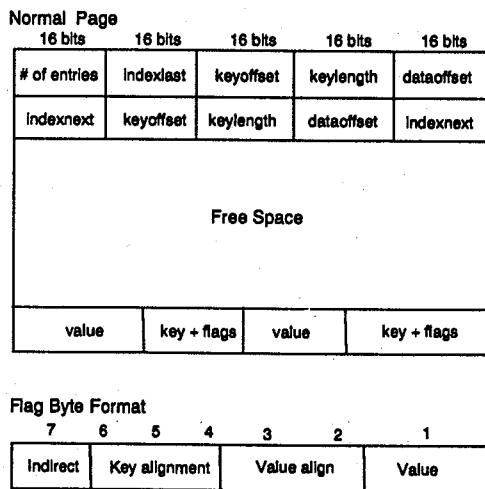 Normal Page
16 bits 16 bits 16 bits 16 bits 16 bits
# of entries indexlast keyoffset keylength dataoffset
indexnext keyoffset keylength dataoffset indexnext
Free Space
value key + flags value key + flags
Flag Byte Format
7 6 5 4 3 2 1
Indirect Key alignment Value align Value